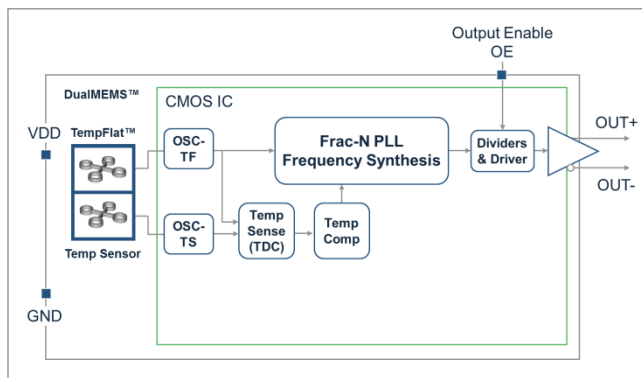 Output Enable
OE
DualMEMS™
CMOS IC
VDD
TempFlat™
OSC-
TF
Frac-N PLL
Frequency Synthesis
Dividers
& Driver
OUT+
OUT-
OSC-
TS
Temp
Sense
(TDC)
Temp
Comp
Temp Sensor
GND